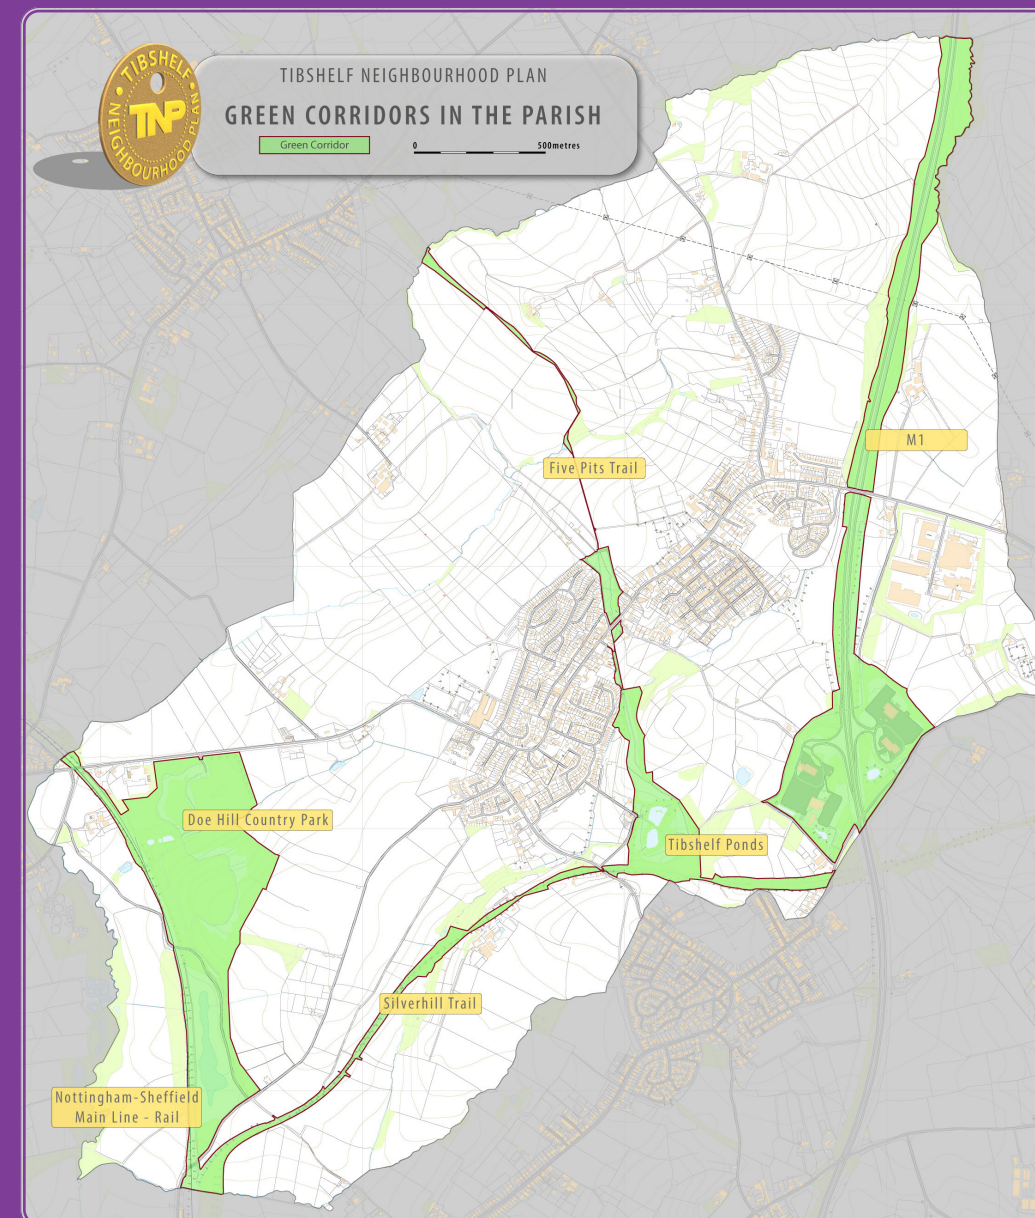 TIBSHELF
NEIGHBOURHOOD PLAN
TNP
TIBSHELF NEIGHBOURHOOD PLAN
GREEN CORRIDORS IN THE PARISH
Green Corridor
0 500metres
M1
Five Pits Trail
Doe Hill Country Park
Tibshelf Ponds
Silverhill Trail
Nottingham-Sheffield
Main Line - Rail